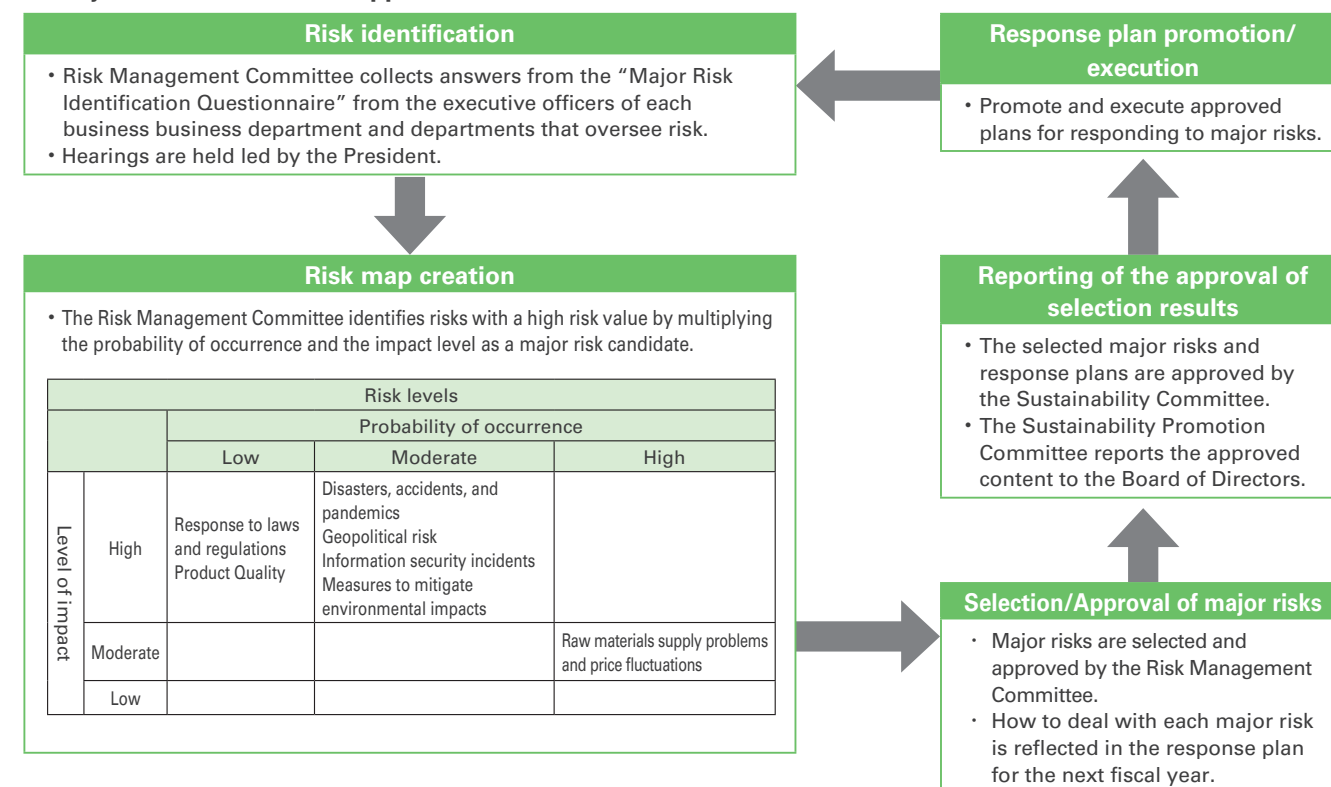 Risk identification
• Risk Management Committee collects answers from the “Major Risk
Identification Questionnaire” from the executive officers of each
business business department and departments that oversee risk.
• Hearings are held led by the President.
Risk map creation
• The Risk Management Committee identifies risks with a high risk value by multiplying
the probability of occurrence and the impact level as a major risk candidate.
Risk levels
Probability of occurrence
Low Moderate High
Level of impact
High
Response to laws
and regulations
Product Quality
Disasters, accidents, and
pandemics
Geopolitical risk
Information security incidents
Measures to mitigate
environmental impacts
Moderate
Raw materials supply problems
and price fluctuations
Low
Selection/Approval of major risks
· Major risks are selected and
approved by the Risk Management
Committee.
· How to deal with each major risk
is reflected in the response plan
for the next fiscal year.
Reporting of the approval of
selection results
• The selected major risks and
response plans are approved by
the Sustainability Committee.
• The Sustainability Promotion
Committee reports the approved
content to the Board of Directors.
Response plan promotion/
execution
• Promote and execute approved
plans for responding to major risks.